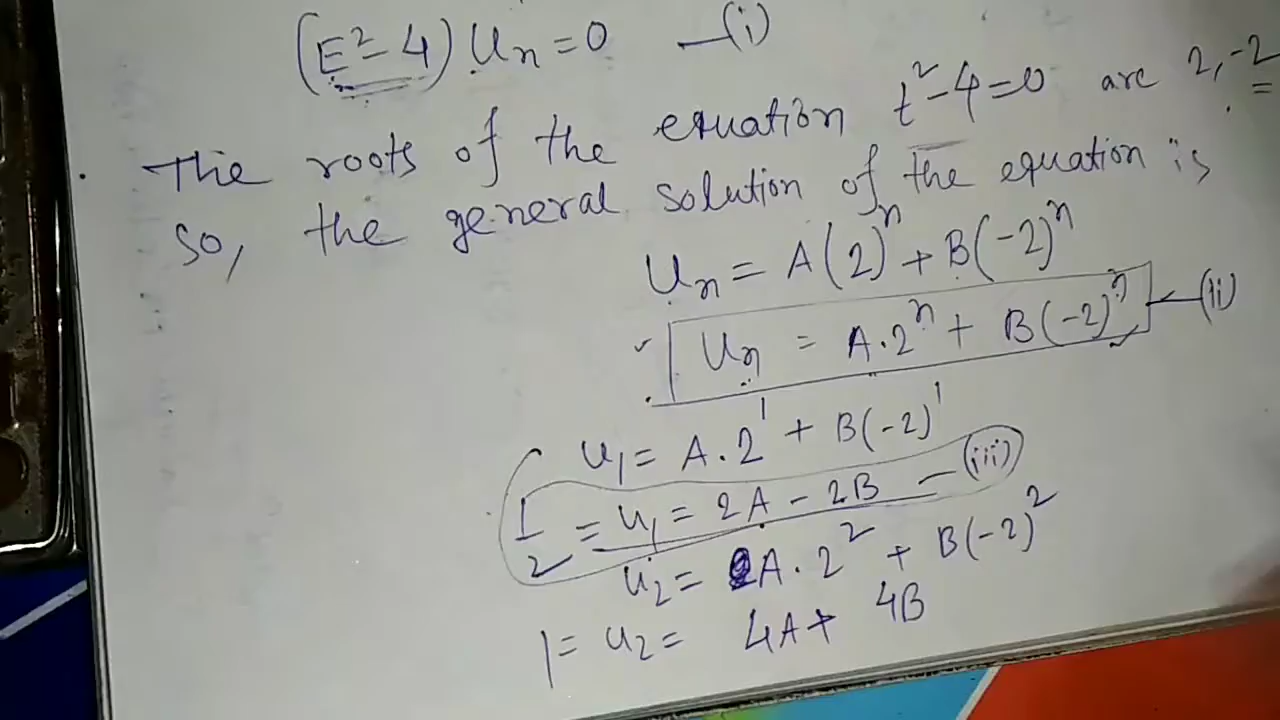 (E²-4) Un = 0 —(i)
The roots of the equation t²-4=0 are 2, -2
so, the general solution of the equation is
Un = A(2)ⁿ + B(-2)ⁿ
Un = A.2ⁿ + B(-2)ⁿ —(ii)
u₁ = A.2¹ + B(-2)¹
1/2 = u₁ = 2A - 2B —(iii)
u₂ = A.2² + B(-2)²
1 = u₂ = 4A + 4B